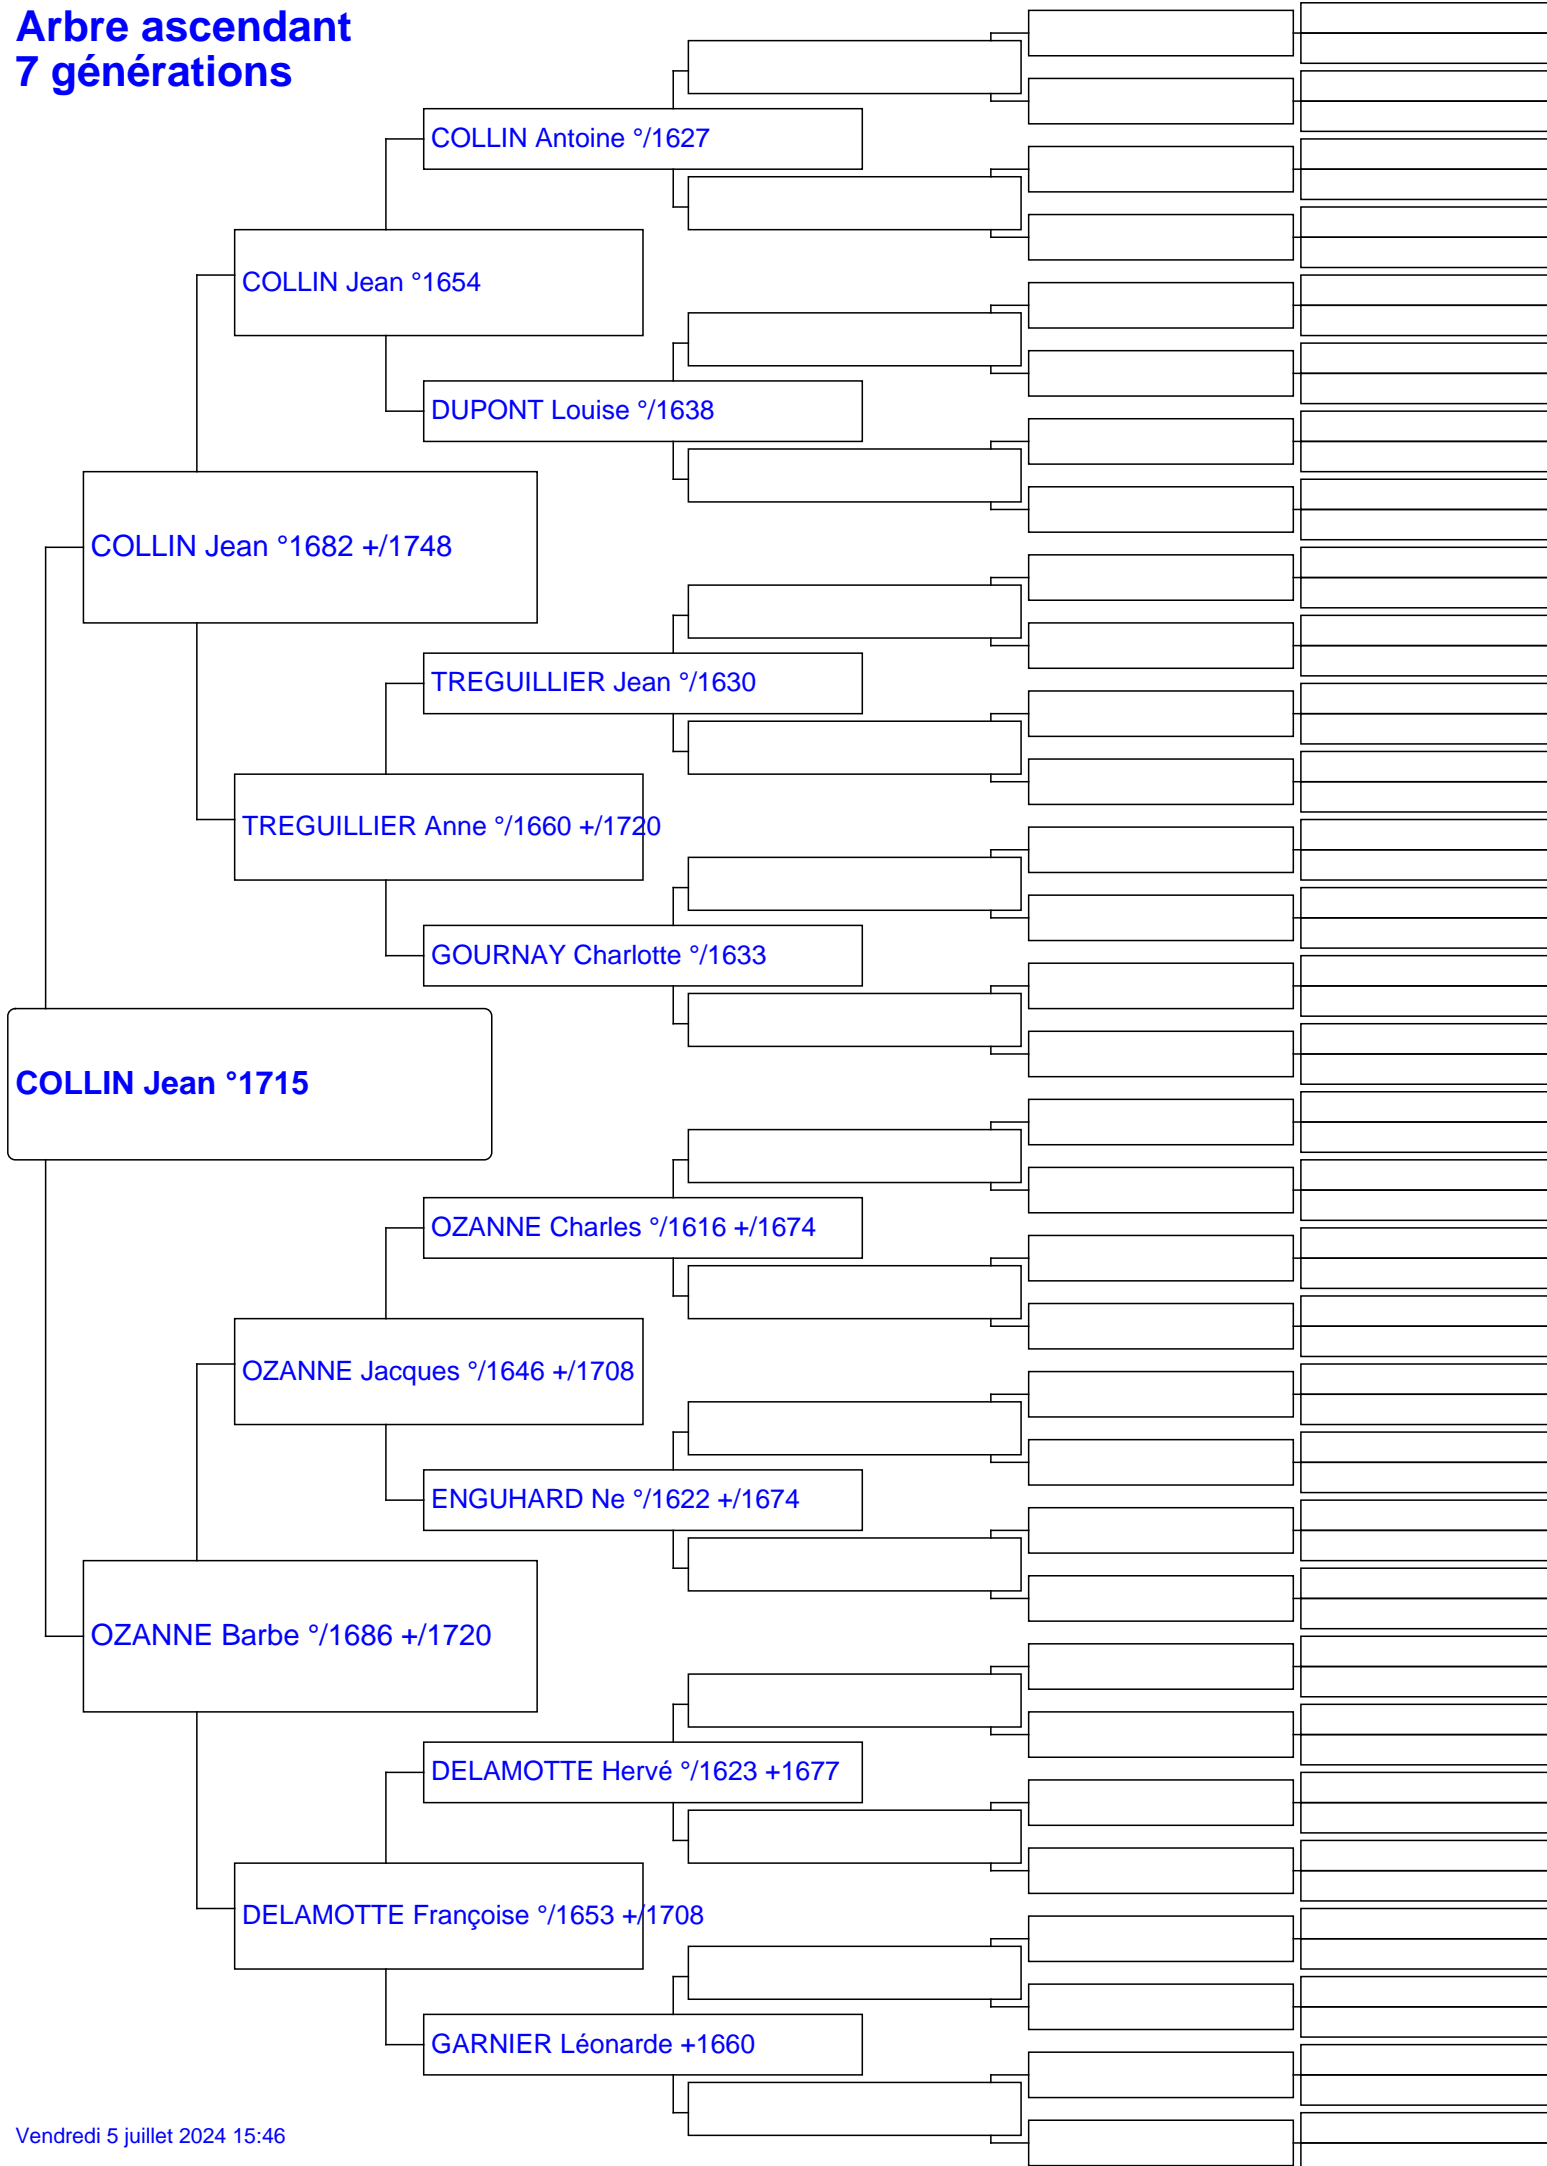 Arbre ascendant
7 générations
COLLIN Antoine °/1627
COLLIN Jean °1654
DUPONT Louise °/1638
COLLIN Jean °1682 +/1748
TREGUILLIER Jean °/1630
TREGUILLIER Anne °/1660 +/1720
GOURNAY Charlotte °/1633
COLLIN Jean °1715
OZANNE Charles °/1616 +/1674
OZANNE Jacques °/1646 +/1708
ENGUHARD Ne °/1622 +/1674
OZANNE Barbe °/1686 +/1720
DELAMOTTE Hervé °/1623 +1677
DELAMOTTE Françoise °/1653 +/1708
GARNIER Léonarde +1660
Vendredi 5 juillet 2024 15:46